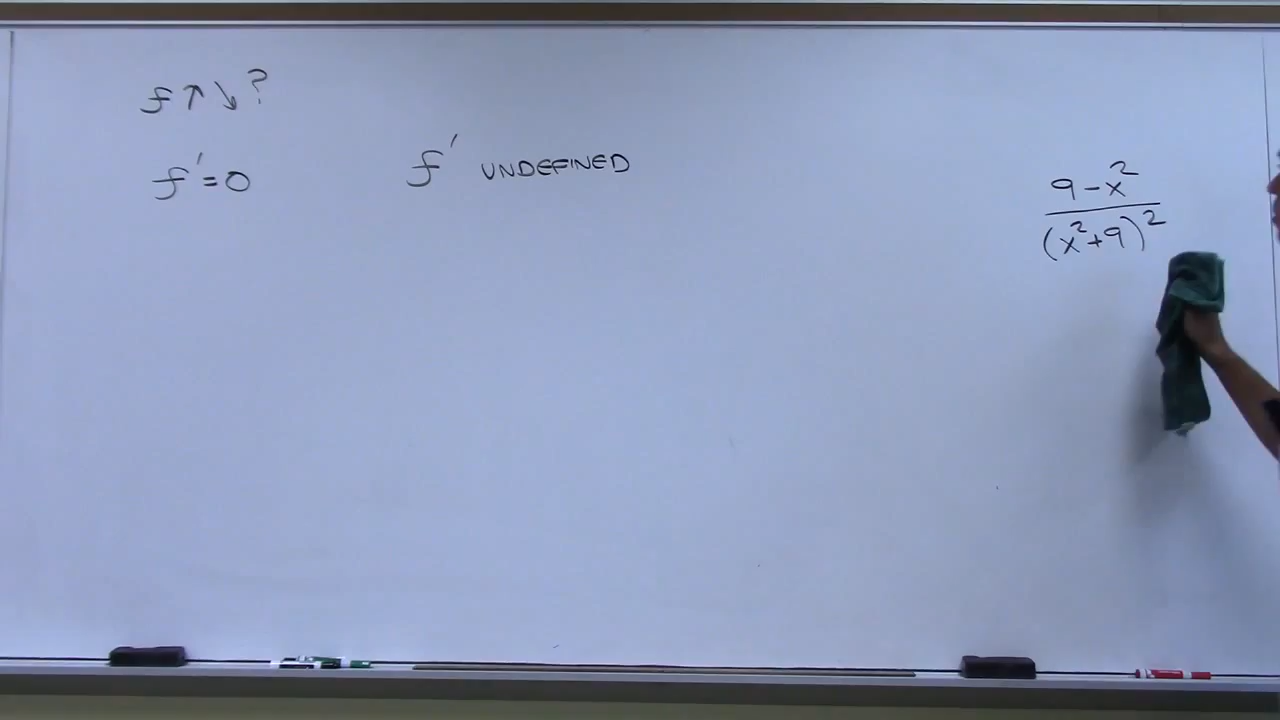 f ↑ ↘ ?
f' = 0
f' UNDEFINED
9 - x²
(x² + 9)²